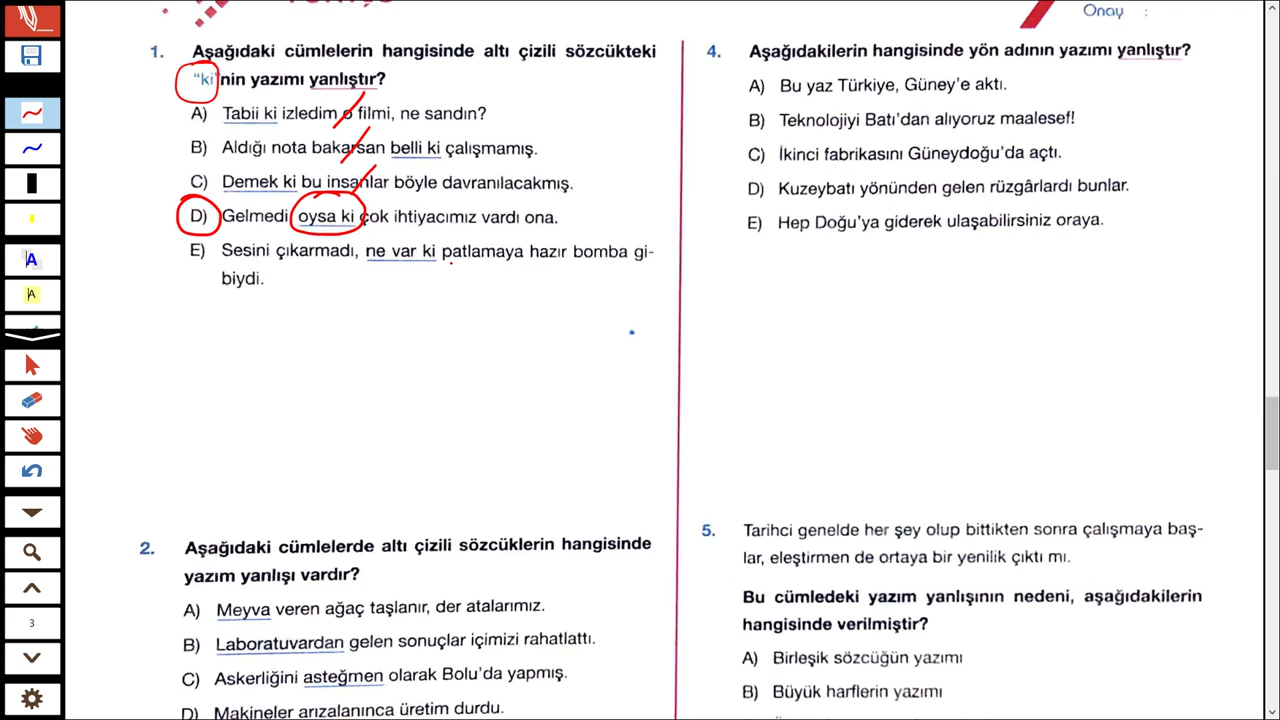 Onay :
1. Aşağıdaki cümlelerin hangisinde altı çizili sözcükteki
“ki”nin yazımı yanlıştır?
A) Tabii ki izledim o filmi, ne sandın?
B) Aldığı nota bakarsan belli ki çalışmamış.
C) Demek ki bu insanlar böyle davranılacakmış.
D) Gelmedi oysa ki çok ihtiyacımız vardı ona.
E) Sesini çıkarmadı, ne var ki patlamaya hazır bomba gi-
biydi.
2. Aşağıdaki cümlelerde altı çizili sözcüklerin hangisinde
yazım yanlışı vardır?
A) Meyva veren ağaç taşlanır, der atalarımız.
B) Laboratuvardan gelen sonuçlar içimizi rahatlattı.
C) Askerliğini asteğmen olarak Bolu’da yapmış.
D) Makineler arızalanınca üretim durdu.
4. Aşağıdakilerin hangisinde yön adının yazımı yanlıştır?
A) Bu yaz Türkiye, Güney’e aktı.
B) Teknolojiyi Batı’dan alıyoruz maalesef!
C) İkinci fabrikasını Güneydoğu’da açtı.
D) Kuzeybatı yönünden gelen rüzgârlardı bunlar.
E) Hep Doğu’ya giderek ulaşabilirsiniz oraya.
5. Tarihci genelde her şey olup bittikten sonra çalışmaya baş-
lar, eleştirmen de ortaya bir yenilik çıktı mı.
Bu cümledeki yazım yanlışının nedeni, aşağıdakilerin
hangisinde verilmiştir?
A) Birleşik sözcüğün yazımı
B) Büyük harflerin yazımı
A
A
3